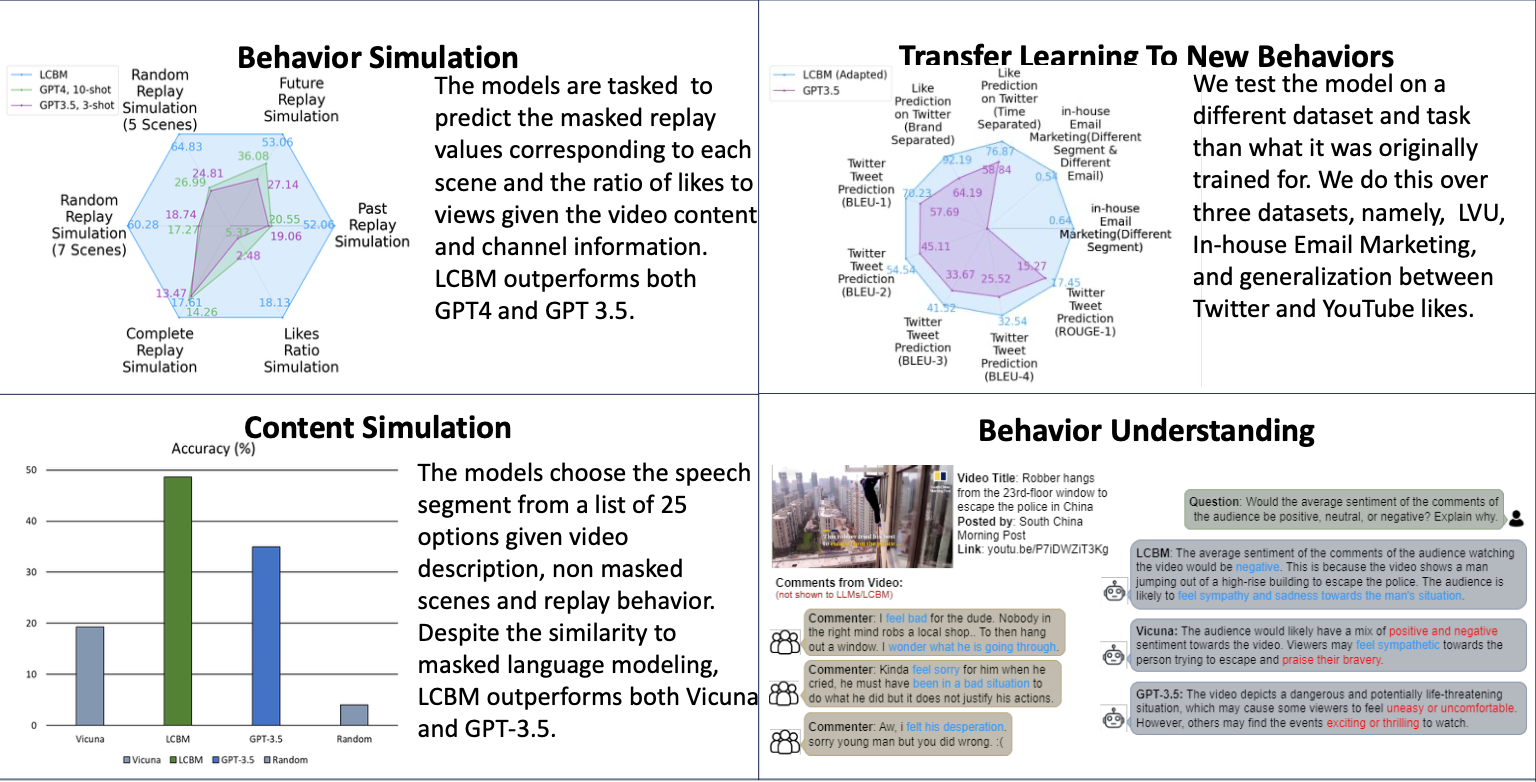 Behavior Simulation
LCBM
GPT4, 10-shot
GPT3.5, 3-shot
Random
Replay
Simulation
(5 Scenes)
Future
Replay
Simulation
64.83
53.06
36.08
24.81
26.99
27.14
Random
Replay
Simulation
(7 Scenes)
60.28
18.74
17.27
5.37
2.48
20.55
19.06
52.06
Past
Replay
Simulation
13.47
17.61
14.26
18.13
Complete
Replay
Simulation
Likes
Ratio
Simulation
The models are tasked to
predict the masked replay
values corresponding to each
scene and the ratio of likes to
views given the video content
and channel information.
LCBM outperforms both
GPT4 and GPT 3.5.
Transfer Learning To New Behaviors
LCBM (Adapted)
GPT3.5
Like
Prediction
on Twitter
(Brand
Separated)
Like
Prediction
on Twitter
(Time
Separated)
in-house
Email
Marketing(Different
Segment &
Different
Email)
92.19
76.87
58.84
0.54
Twitter
Tweet
Prediction
(BLEU-1)
70.23
64.19
57.69
0.64
in-house
Email
Marketing(Different
Segment)
Twitter
Tweet
Prediction
(BLEU-2)
45.11
54.54
33.67
25.52
15.27
17.45
41.52
32.54
Twitter
Tweet
Prediction
(ROUGE-1)
Twitter
Tweet
Prediction
(BLEU-3)
Twitter
Tweet
Prediction
(BLEU-4)
We test the model on a
different dataset and task
than what it was originally
trained for. We do this over
three datasets, namely, LVU,
In-house Email Marketing,
and generalization between
Twitter and YouTube likes.
Content Simulation
Accuracy (%)
50
40
30
20
10
0
Vicuna
LCBM
GPT-3.5
Random
Vicuna LCBM GPT-3.5 Random
The models choose the speech
segment from a list of 25
options given video
description, non masked
scenes and replay behavior.
Despite the similarity to
masked language modeling,
LCBM outperforms both Vicuna
and GPT-3.5.
Behavior Understanding
Video Title: Robber hangs
from the 23rd-floor window to
escape the police in China
Posted by: South China
Morning Post
Link: youtu.be/P7iDWZiT3Kg
Comments from Video:
(not shown to LLMs/LCBM)
Commenter: I feel bad for the dude. Nobody in
the right mind robs a local shop.. To then hang
out a window. I wonder what he is going through.
Commenter: Kinda feel sorry for him when he
cried, he must have been in a bad situation to
do what he did but it does not justify his actions.
Commenter: Aw, i felt his desperation.
sorry young man but you did wrong. :(
Question: Would the average sentiment of the comments of
the audience be positive, neutral, or negative? Explain why.
LCBM: The average sentiment of the comments of the audience watching
the video would be negative. This is because the video shows a man
jumping out of a high-rise building to escape the police. The audience is
likely to feel sympathy and sadness towards the man's situation.
Vicuna: The audience would likely have a mix of positive and negative
sentiment towards the video. Viewers may feel sympathetic towards the
person trying to escape and praise their bravery.
GPT-3.5: The video depicts a dangerous and potentially life-threatening
situation, which may cause some viewers to feel uneasy or uncomfortable.
However, others may find the events exciting or thrilling to watch.